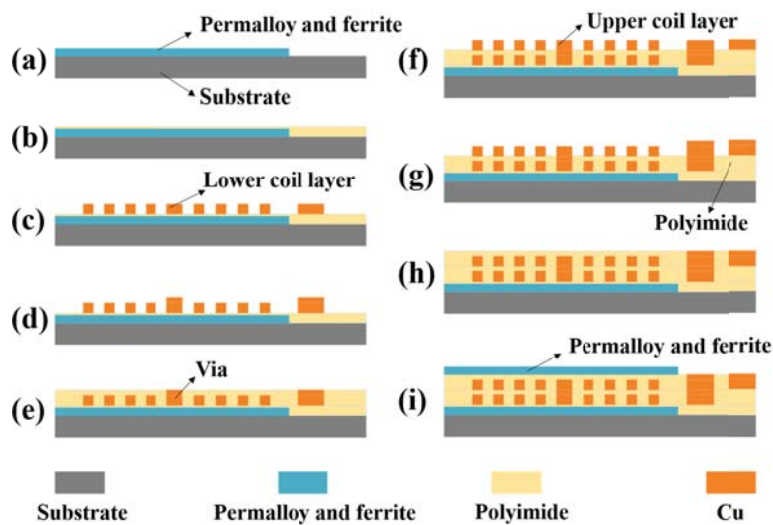 (a)
Permalloy and ferrite
Substrate
(b)
(c)
Lower coil layer
(d)
(e)
Via
(f)
Upper coil layer
(g)
Polyimide
(h)
(i)
Permalloy and ferrite
Substrate
Permalloy and ferrite
Polyimide
Cu